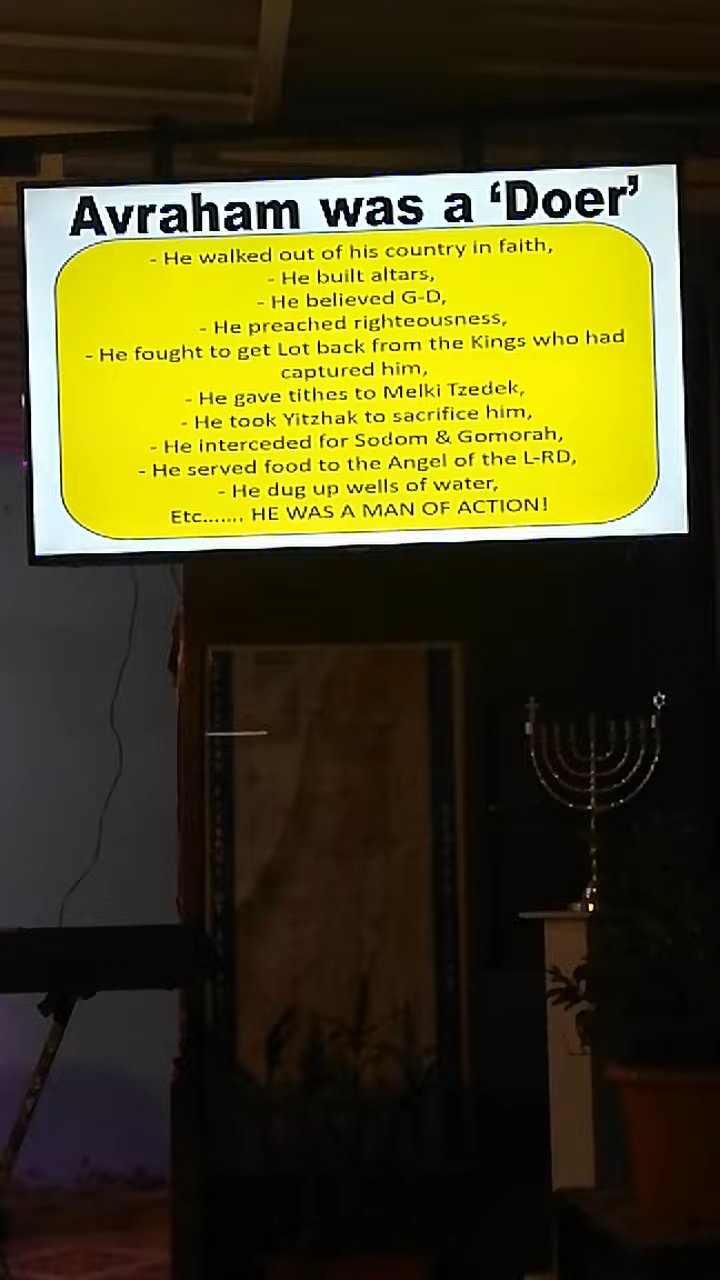 Avraham was a ‘Doer’
- He walked out of his country in faith,
- He built altars,
- He believed G-D,
- He preached righteousness,
- He fought to get Lot back from the Kings who had
captured him,
- He gave tithes to Melki Tzedek,
- He took Yitzhak to sacrifice him,
- He interceded for Sodom & Gomorah,
- He served food to the Angel of the L-RD,
- He dug up wells of water,
Etc....... HE WAS A MAN OF ACTION!